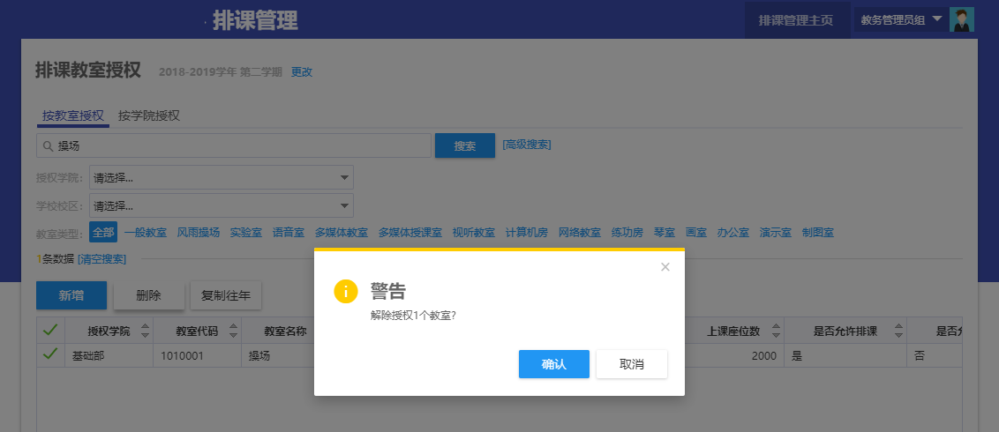 排课管理
排课管理主页
教务管理员组
排课教室授权 2018-2019学年 第二学期 更改
按教室授权 按学院授权
操场 搜索 [高级搜索]
授权学院: 请选择...
学校校区: 请选择...
教室类型: 全部 一般教室 风雨操场 实验室 语音室 多媒体教室 多媒体授课室 视听教室 计算机房 网络教室 练功房 琴室 画室 办公室 演示室 制图室
1条数据 [清空搜索]
新增 删除 复制往年
授权学院 教室代码 教室名称 上课座位数 是否允许排课 是否允
基础部 1010001 操场 2000 是 否
警告
解除授权1个教室?
确认 取消